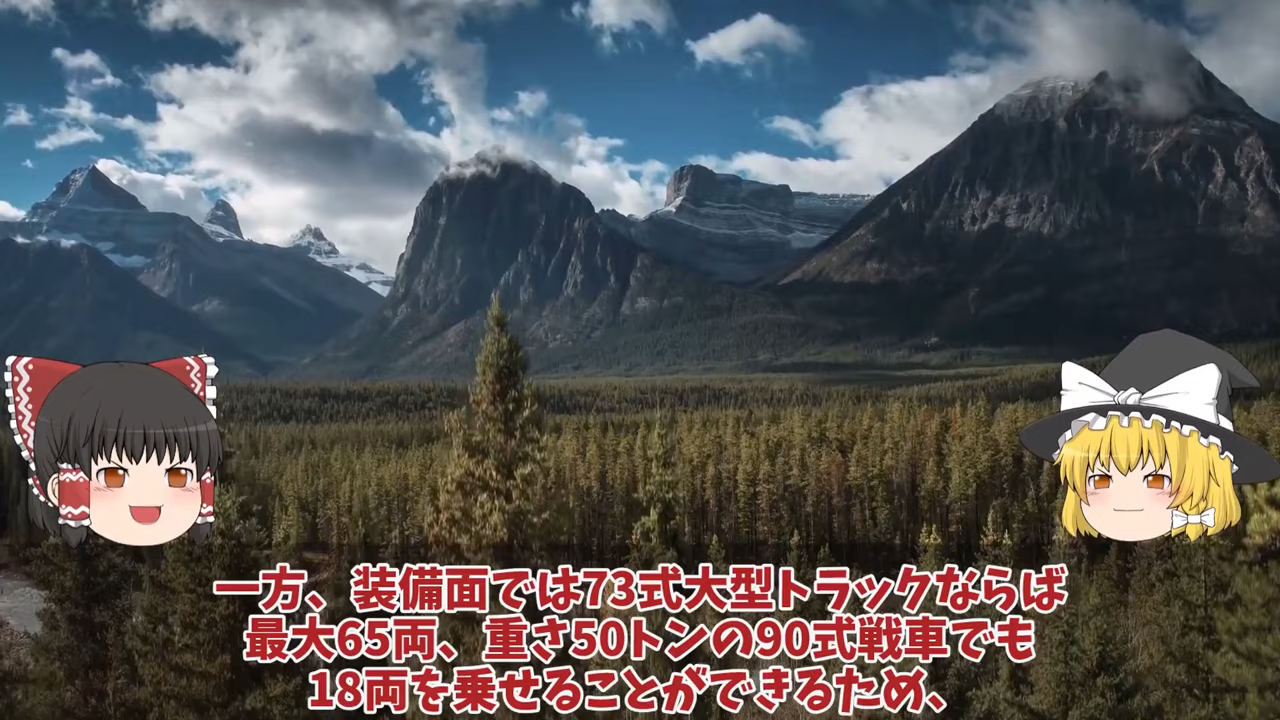 一方、装備面では73式大型トラックならば
最大65両、重さ50トンの90式戦車でも
18両を乗せることができるため、